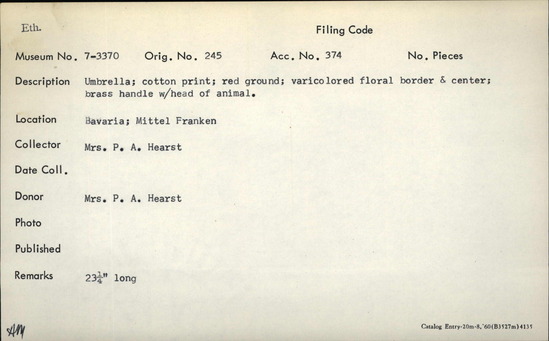 Eth.
Filing Code
Museum No. 7-3370 Orig. No. 245 Acc. No. 374 No. Pieces
Description Umbrella; cotton print; red ground; varicolored floral border & center;
brass handle w/head of animal.
Location Bavaria; Mittel Franken
Collector Mrs. P. A. Hearst
Date Coll.
Donor Mrs. P. A. Hearst
Photo
Published
Remarks 23¼" long
AM Catalog Entry-20m-8,'60(B3527m)4135